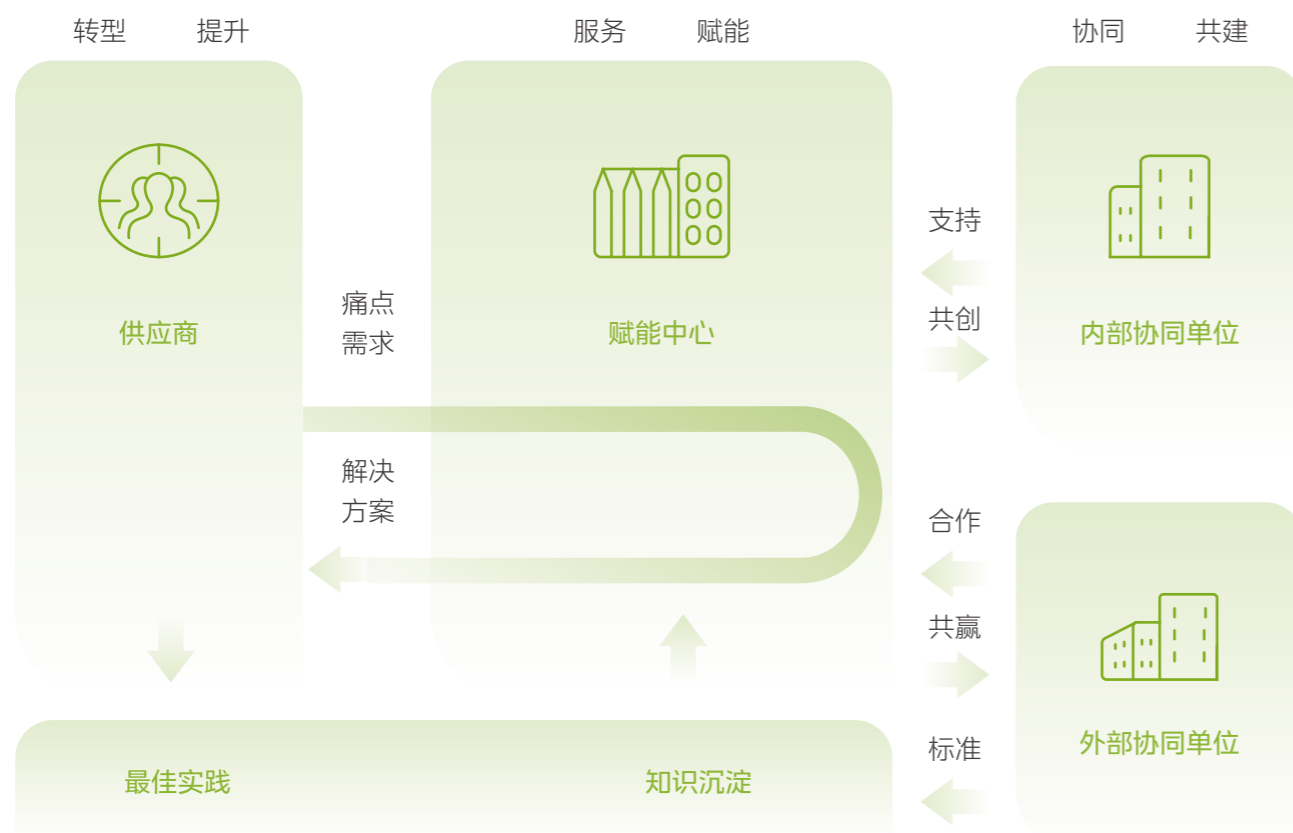 转型 提升
服务 赋能
协同 共建
供应商
痛点
需求
解决
方案
赋能中心
支持
共创
内部协同单位
合作
共赢
标准
外部协同单位
最佳实践
知识沉淀